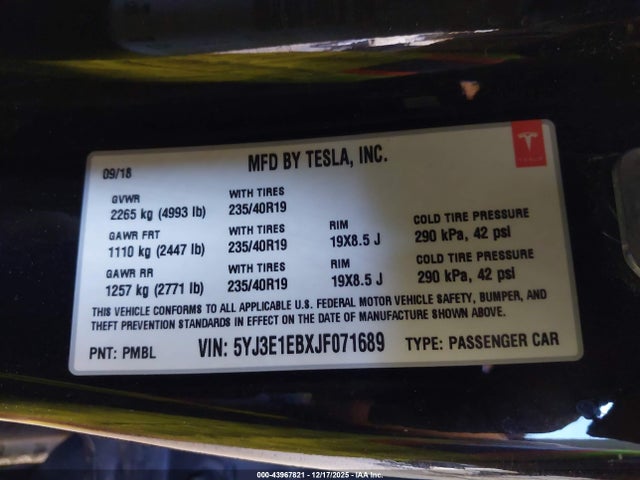 09/18
MFD BY TESLA, INC.
TESLA
GVWR WITH TIRES
2265 kg (4993 lb) 235/40R19
GAWR FRT WITH TIRES RIM COLD TIRE PRESSURE
1110 kg (2447 lb) 235/40R19 19X8.5 J 290 kPa, 42 psi
GAWR RR WITH TIRES RIM COLD TIRE PRESSURE
1257 kg (2771 lb) 235/40R19 19X8.5 J 290 kPa, 42 psi
THIS VEHICLE CONFORMS TO ALL APPLICABLE U.S. FEDERAL MOTOR VEHICLE SAFETY, BUMPER, AND
THEFT PREVENTION STANDARDS IN EFFECT ON THE DATE OF MANUFACTURE SHOWN ABOVE.
PNT: PMBL VIN: 5YJ3E1EBXJF071689 TYPE: PASSENGER CAR
000-43967821 - 12/17/2025 - IAA Inc.